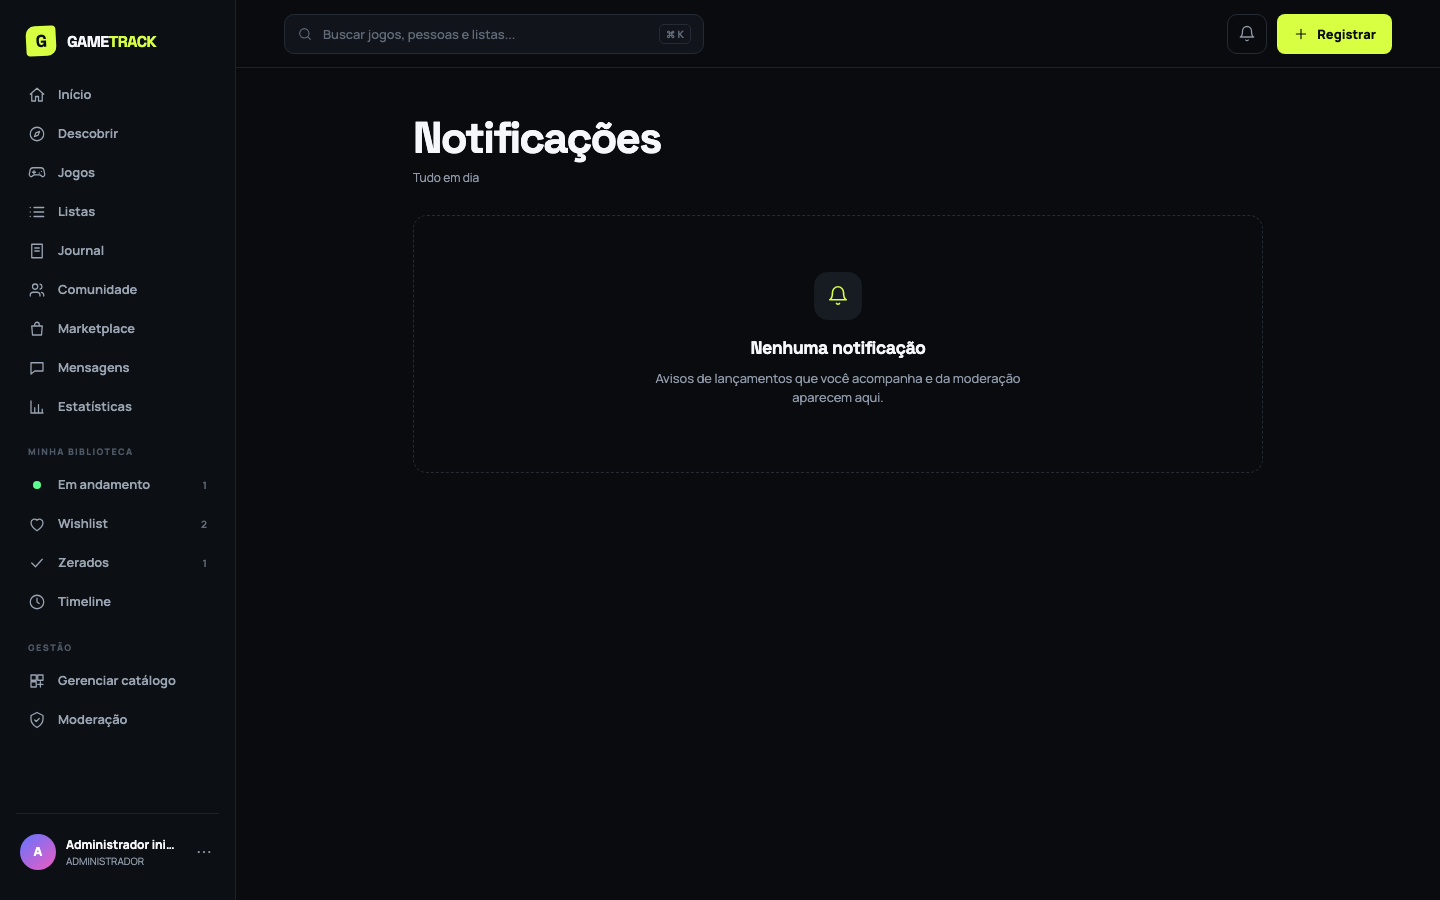 G GAMETRACK
Buscar jogos, pessoas e listas...
⌘ K
Registrar
Início
Descobrir
Jogos
Listas
Journal
Comunidade
Marketplace
Mensagens
Estatísticas
MINHA BIBLIOTECA
Em andamento 1
Wishlist 2
Zerados 1
Timeline
GESTÃO
Gerenciar catálogo
Moderação
A
Administrador ini...
ADMINISTRADOR
Notificações
Tudo em dia
Nenhuma notificação
Avisos de lançamentos que você acompanha e da moderação
aparecem aqui.